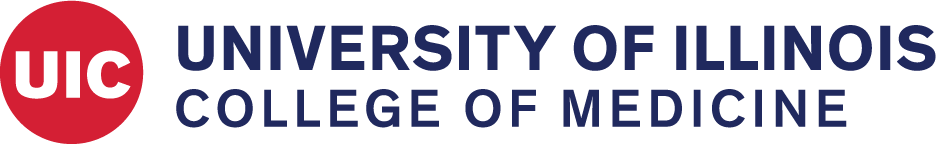 UIC
UNIVERSITY OF ILLINOIS
COLLEGE OF MEDICINE